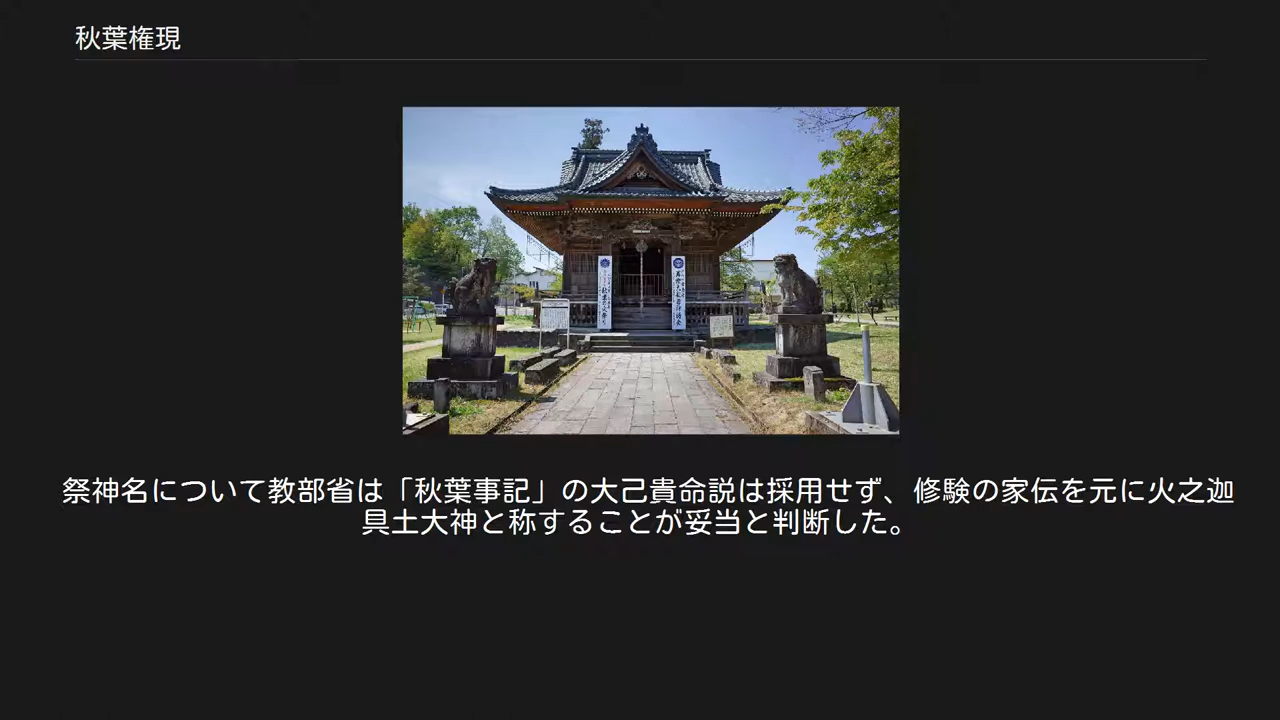 秋葉権現
祭神名について教部省は「秋葉事記」の大己貴命説は採用せず、修験の家伝を元に火之迦
具土大神と称することが妥当と判断した。